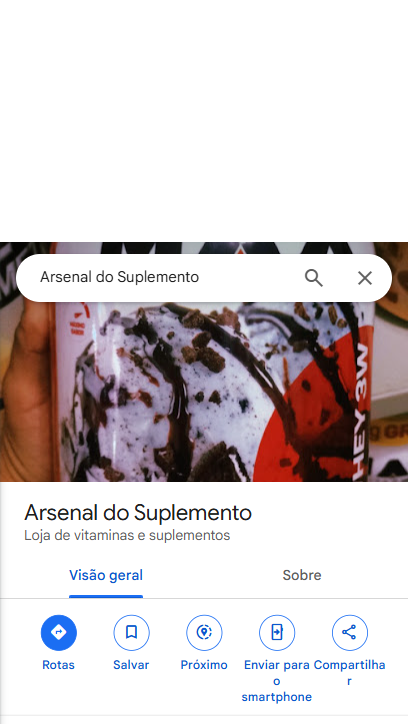 Arsenal do Suplemento
HEY 3W
Arsenal do Suplemento
Loja de vitaminas e suplementos
Visão geral
Sobre
Rotas
Salvar
Próximo
Enviar para
o
smartphone
Compartilha
r